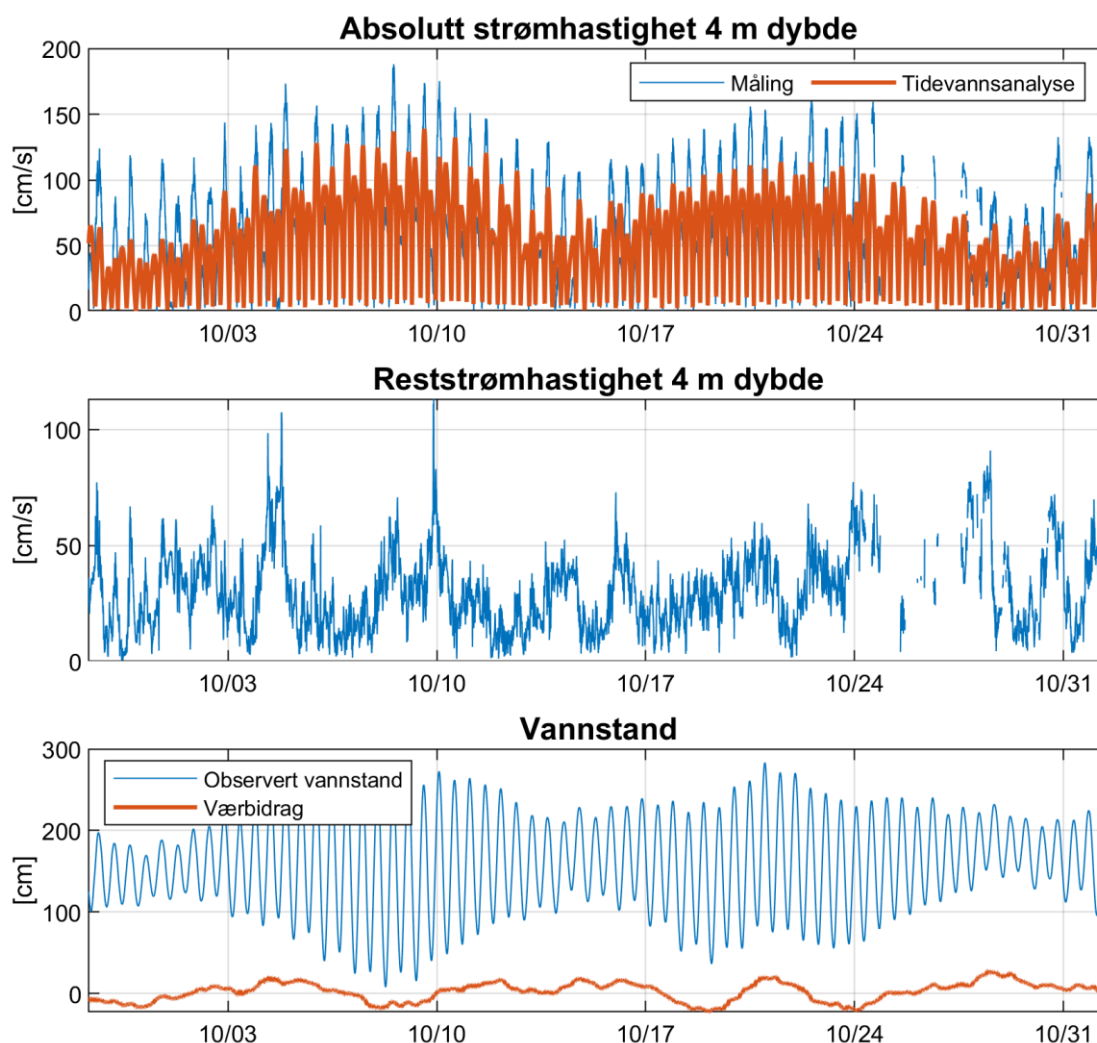 Absolutt strømhastighet 4 m dybde
200
150
100
50
0
[cm/s]
Måling
Tidevannsanalyse
10/03
10/10
10/17
10/24
10/31
Reststrømhastighet 4 m dybde
100
50
0
[cm/s]
10/03
10/10
10/17
10/24
10/31
Vannstand
300
200
100
0
[cm]
Observert vannstand
Værbidrag
10/03
10/10
10/17
10/24
10/31